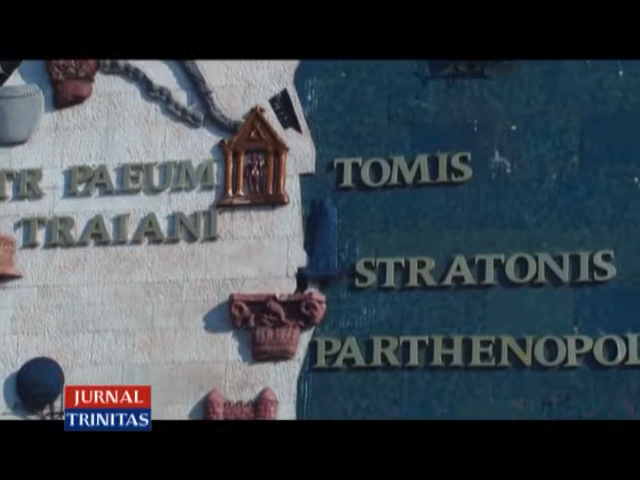 TR PAEUM
TRAIANI
TOMIS
STRATONIS
PARTHENOPOL
JURNAL
TRINITAS